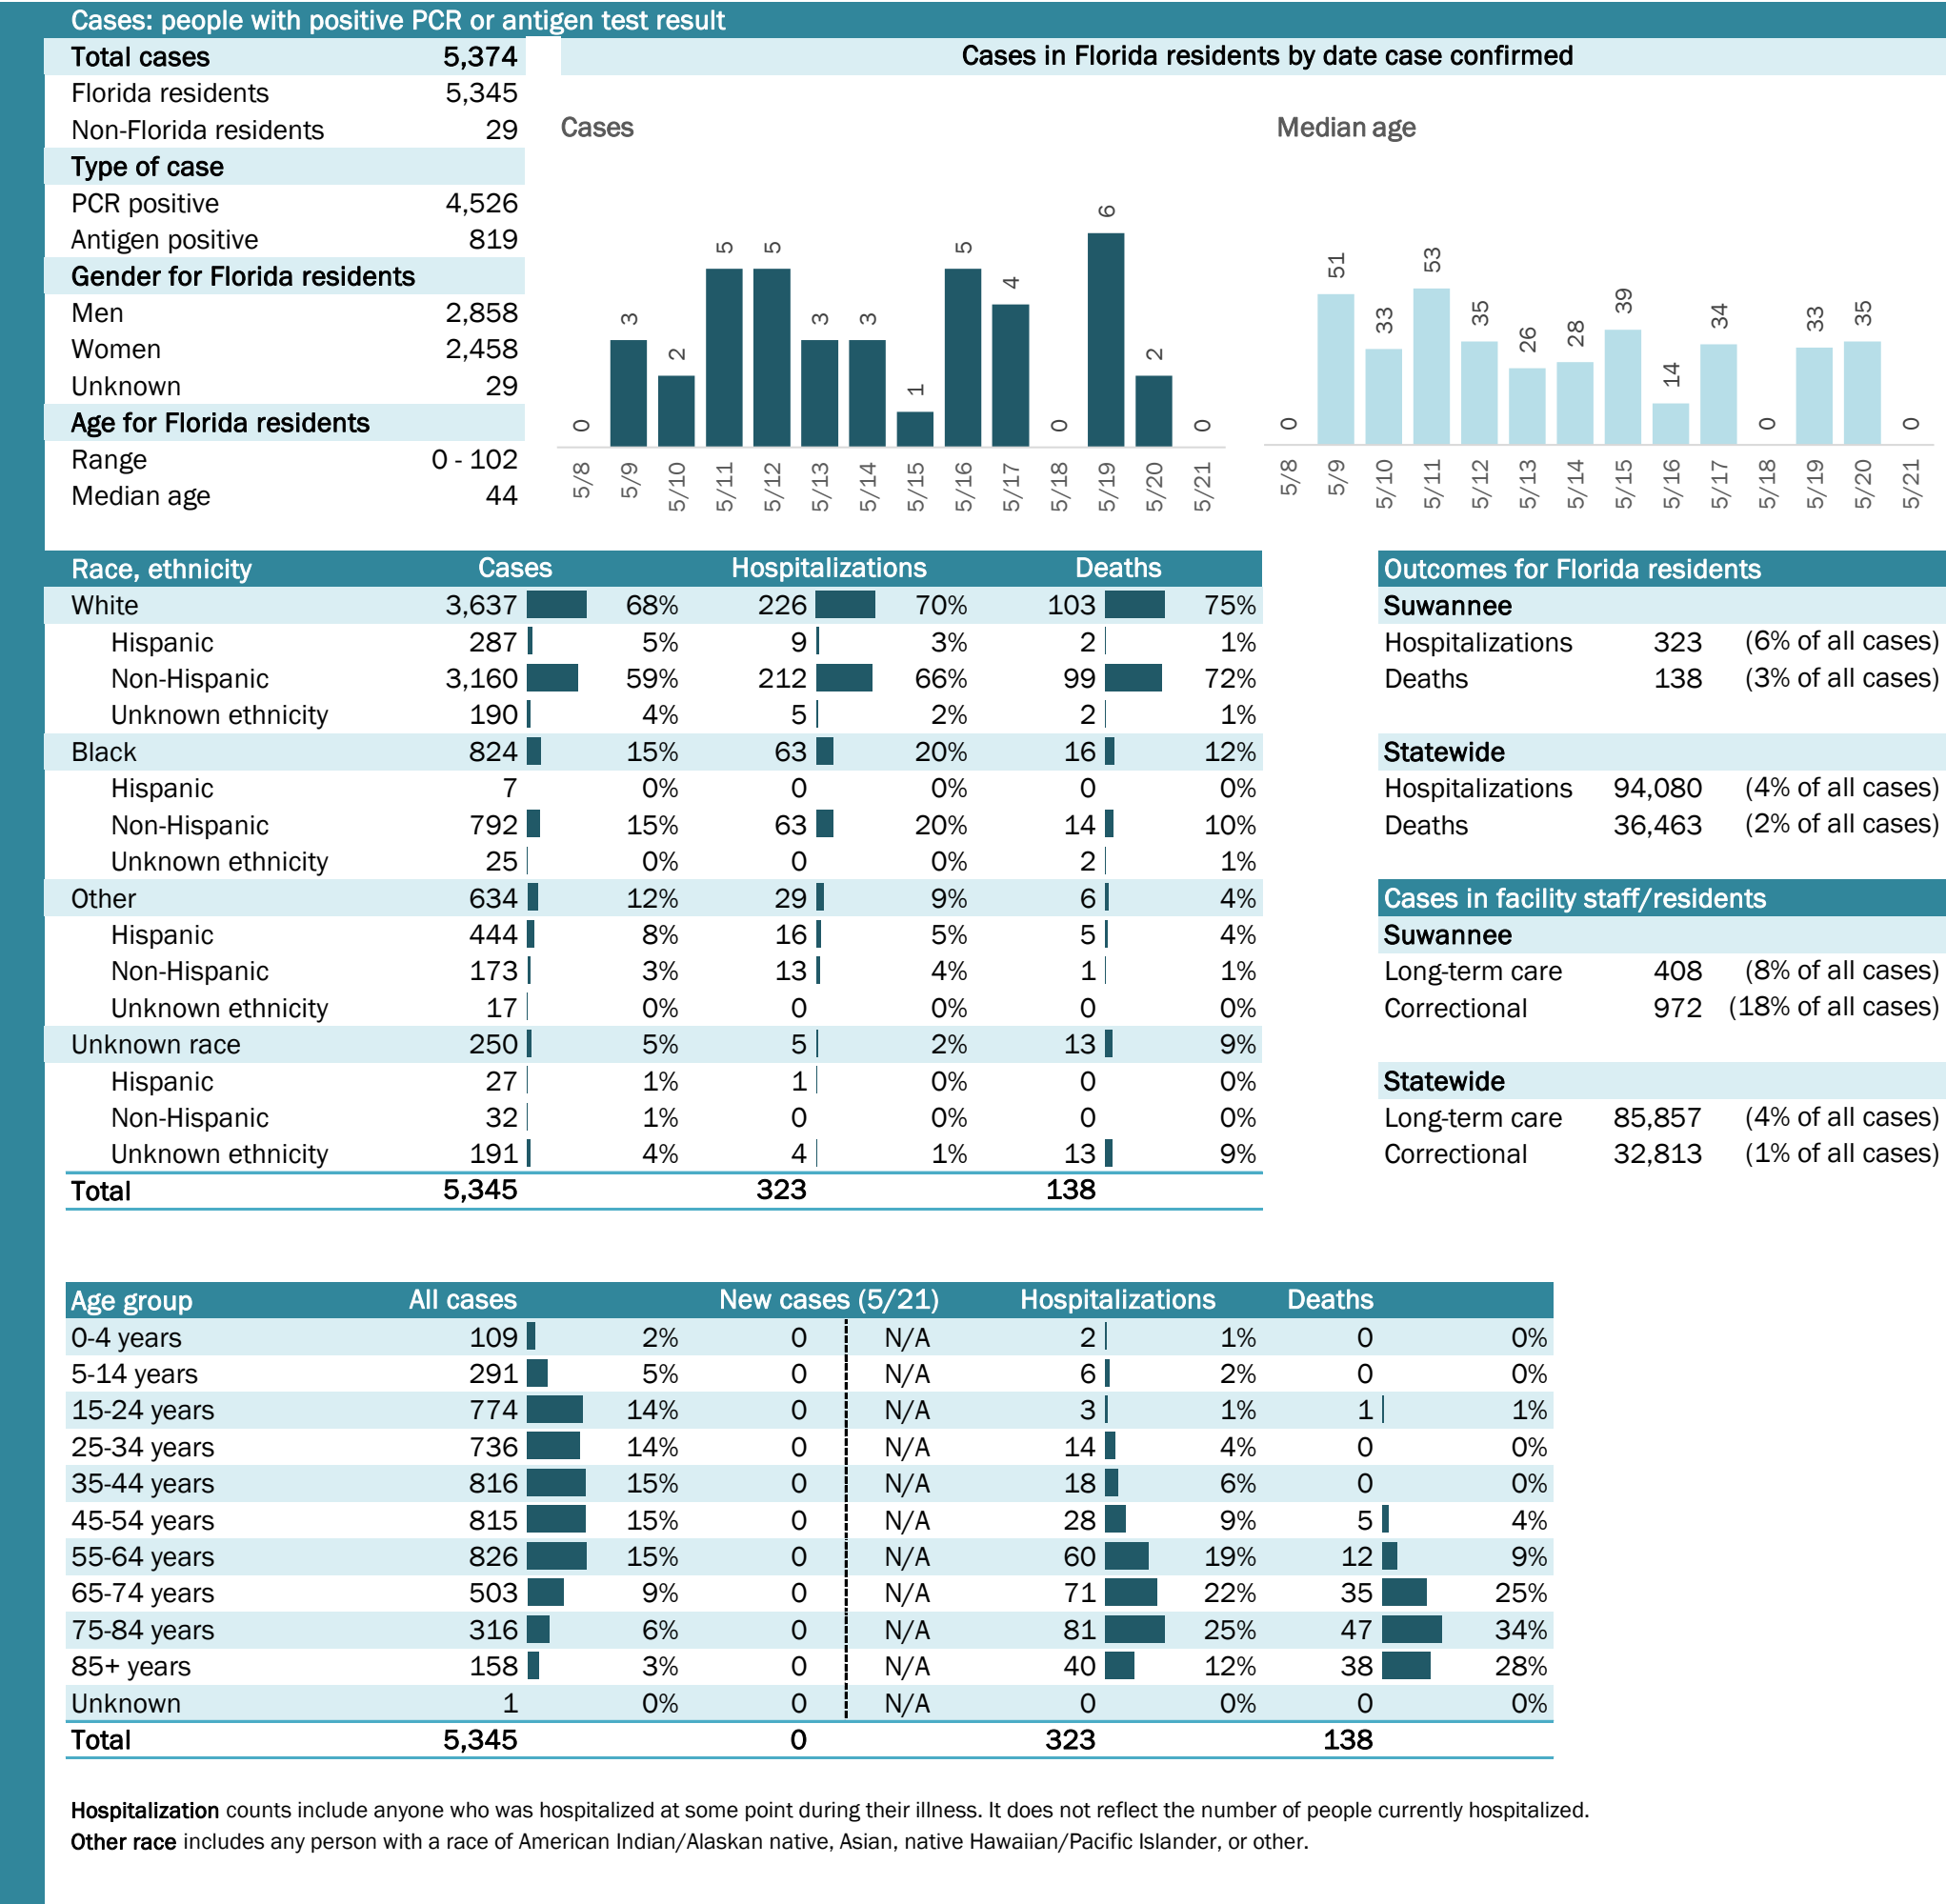 Cases: people with positive PCR or antigen test result
Total cases 5,374
Florida residents 5,345
Non-Florida residents 29
Type of case
PCR positive 4,526
Antigen positive 819
Gender for Florida residents
Men 2,858
Women 2,458
Unknown 29
Age for Florida residents
Range 0 - 102
Median age 44
Cases in Florida residents by date case confirmed
Cases
0 3 2 5 5 3 3 1 5 4 0 6 2 0
5/8 5/9 5/10 5/11 5/12 5/13 5/14 5/15 5/16 5/17 5/18 5/19 5/20 5/21
Median age
0 51 33 53 35 26 28 39 14 34 0 33 35 0
5/8 5/9 5/10 5/11 5/12 5/13 5/14 5/15 5/16 5/17 5/18 5/19 5/20 5/21
Race, ethnicity Cases Hospitalizations Deaths
White 3,637 68% 226 70% 103 75%
Hispanic 287 5% 9 3% 2 1%
Non-Hispanic 3,160 59% 212 66% 99 72%
Unknown ethnicity 190 4% 5 2% 2 1%
Black 824 15% 63 20% 16 12%
Hispanic 7 0% 0 0% 0 0%
Non-Hispanic 792 15% 63 20% 14 10%
Unknown ethnicity 25 0% 0 0% 2 1%
Other 634 12% 29 9% 6 4%
Hispanic 444 8% 16 5% 5 4%
Non-Hispanic 173 3% 13 4% 1 1%
Unknown ethnicity 17 0% 0 0% 0 0%
Unknown race 250 5% 5 2% 13 9%
Hispanic 27 1% 1 0% 0 0%
Non-Hispanic 32 1% 0 0% 0 0%
Unknown ethnicity 191 4% 4 1% 13 9%
Total 5,345 323 138
Outcomes for Florida residents
Suwannee
Hospitalizations 323 (6% of all cases)
Deaths 138 (3% of all cases)
Statewide
Hospitalizations 94,080 (4% of all cases)
Deaths 36,463 (2% of all cases)
Cases in facility staff/residents
Suwannee
Long-term care 408 (8% of all cases)
Correctional 972 (18% of all cases)
Statewide
Long-term care 85,857 (4% of all cases)
Correctional 32,813 (1% of all cases)
Age group All cases New cases (5/21) Hospitalizations Deaths
0-4 years 109 2% 0 N/A 2 1% 0 0%
5-14 years 291 5% 0 N/A 6 2% 0 0%
15-24 years 774 14% 0 N/A 3 1% 1 1%
25-34 years 736 14% 0 N/A 14 4% 0 0%
35-44 years 816 15% 0 N/A 18 6% 0 0%
45-54 years 815 15% 0 N/A 28 9% 5 4%
55-64 years 826 15% 0 N/A 60 19% 12 9%
65-74 years 503 9% 0 N/A 71 22% 35 25%
75-84 years 316 6% 0 N/A 81 25% 47 34%
85+ years 158 3% 0 N/A 40 12% 38 28%
Unknown 1 0% 0 N/A 0 0% 0 0%
Total 5,345 0 323 138
Hospitalization counts include anyone who was hospitalized at some point during their illness. It does not reflect the number of people currently hospitalized.
Other race includes any person with a race of American Indian/Alaskan native, Asian, native Hawaiian/Pacific Islander, or other.